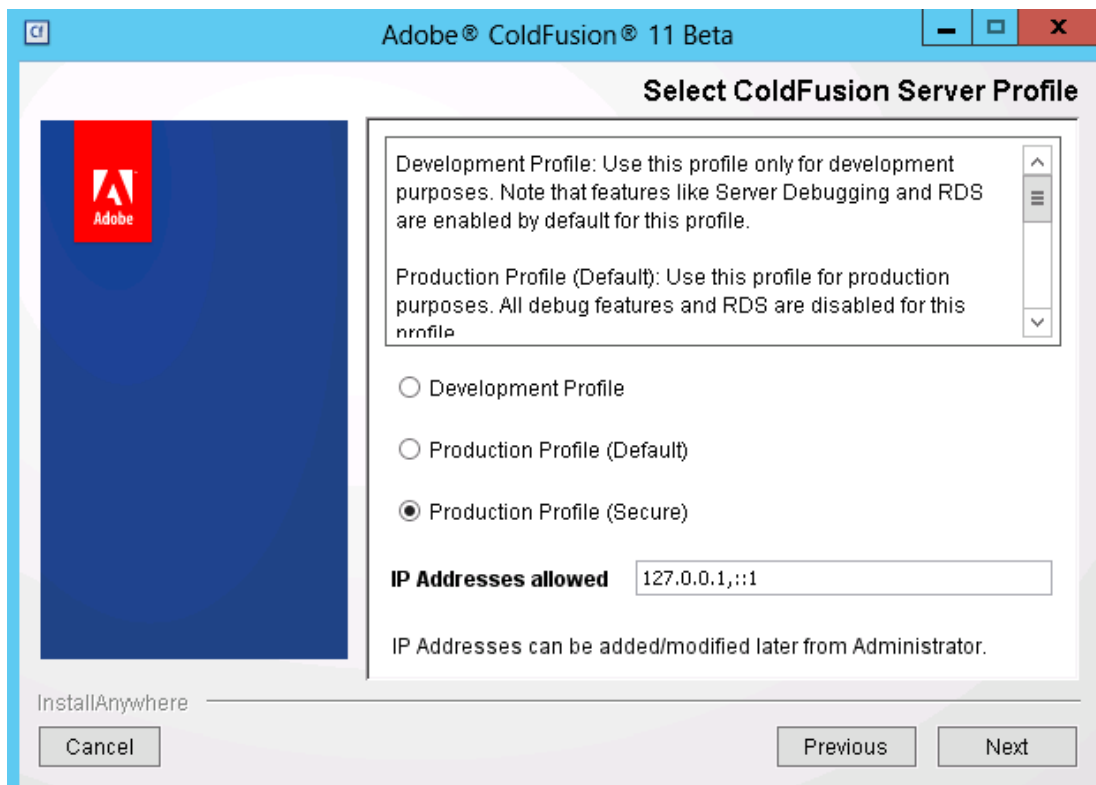 Cf
Adobe® ColdFusion® 11 Beta
Select ColdFusion Server Profile
Adobe
Development Profile: Use this profile only for development
purposes. Note that features like Server Debugging and RDS
are enabled by default for this profile.
Production Profile (Default): Use this profile for production
purposes. All debug features and RDS are disabled for this
profile
Development Profile
Production Profile (Default)
Production Profile (Secure)
IP Addresses allowed
127.0.0.1,::1
IP Addresses can be added/modified later from Administrator.
InstallAnywhere
Cancel
Previous
Next